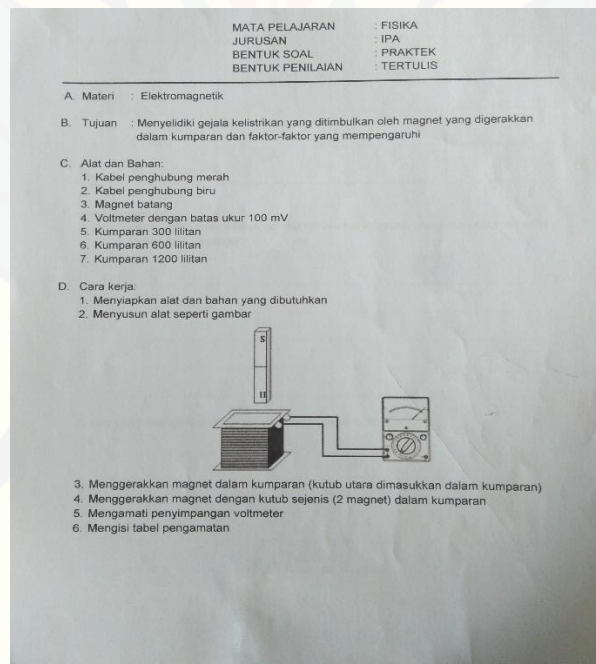 MATA PELAJARAN : FISIKA
JURUSAN : IPA
BENTUK SOAL : PRAKTEK
BENTUK PENILAIAN : TERTULIS
A. Materi : Elektromagnetik
B. Tujuan : Menyelidiki gejala kelistrikan yang ditimbulkan oleh magnet yang digerakkan
dalam kumparan dan faktor-faktor yang mempengaruhi
C. Alat dan Bahan:
1. Kabel penghubung merah
2. Kabel penghubung biru
3. Magnet batang
4. Voltmeter dengan batas ukur 100 mV
5. Kumparan 300 lilitan
6. Kumparan 600 lilitan
7. Kumparan 1200 lilitan
D. Cara kerja:
1. Menyiapkan alat dan bahan yang dibutuhkan
2. Menyusun alat seperti gambar
S
3. Menggerakkan magnet dalam kumparan (kutub utara dimasukkan dalam kumparan)
4. Menggerakkan magnet dengan kutub sejenis (2 magnet) dalam kumparan
5. Mengamati penyimpangan voltmeter
6. Mengisi tabel pengamatan